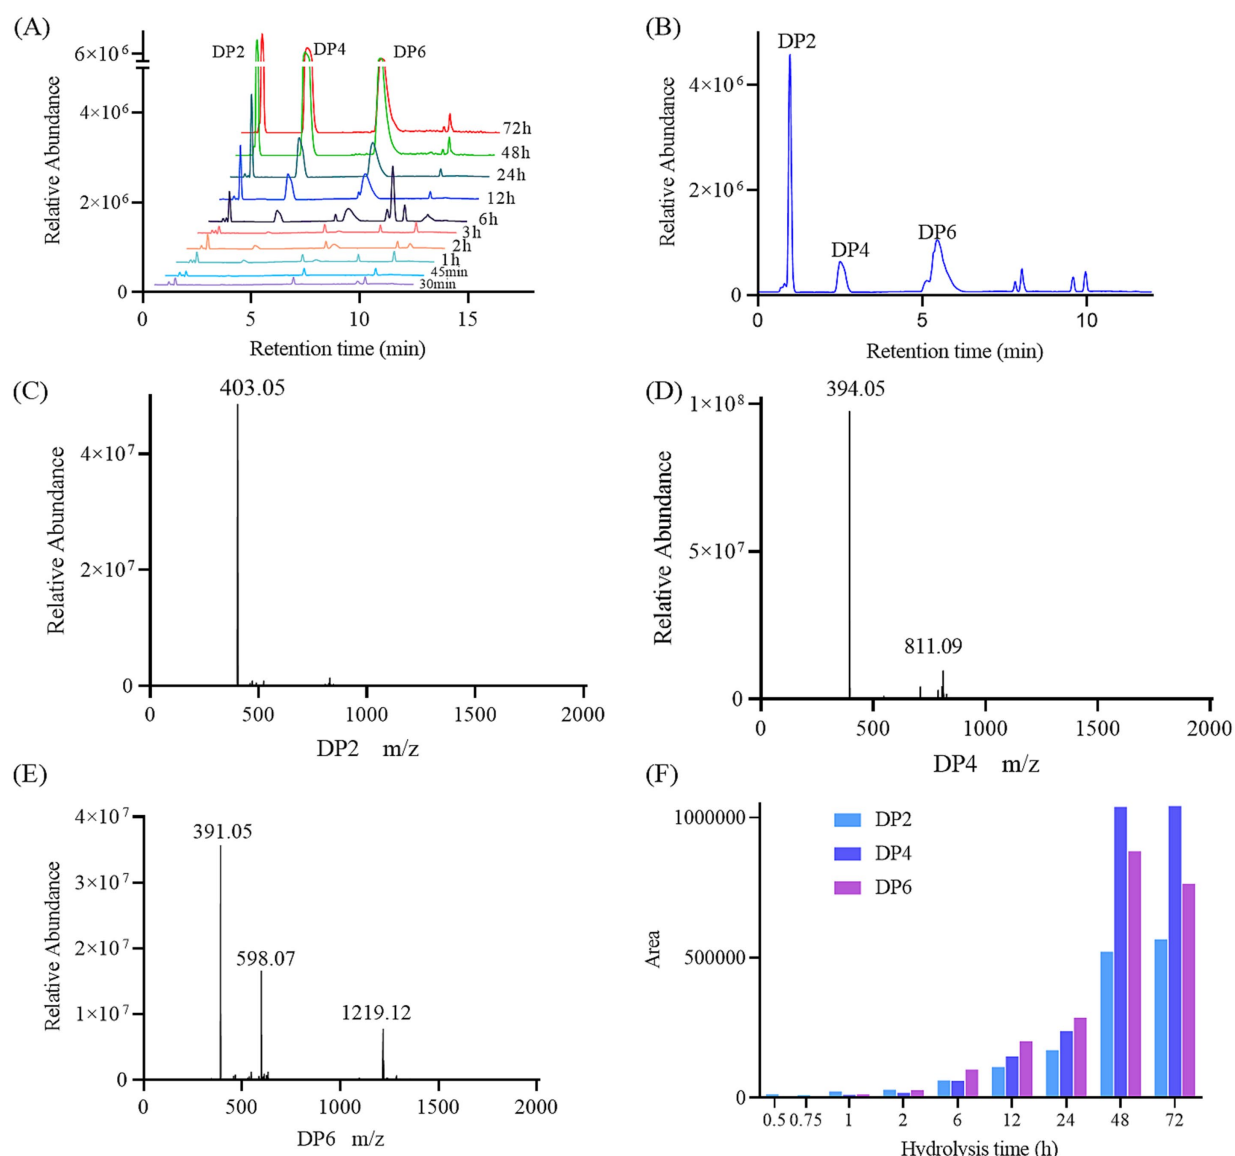 (A)
6×10⁶
4×10⁶
2×10⁶
0
Relative Abundance
DP2
DP4
DP6
72h
48h
24h
12h
6h
3h
2h
1h
45min
30min
0 5 10 15
Retention time (min)
(B)
4×10⁶
2×10⁶
0
Relative Abundance
DP2
DP4
DP6
0 5 10
Retention time (min)
(C)
403.05
4×10⁷
2×10⁷
0
Relative Abundance
0 500 1000 1500 2000
DP2 m/z
(D)
394.05
1×10⁸
5×10⁷
0
Relative Abundance
811.09
0 500 1000 1500 2000
DP4 m/z
(E)
4×10⁷
3×10⁷
2×10⁷
1×10⁷
0
Relative Abundance
391.05
598.07
1219.12
0 500 1000 1500 2000
DP6 m/z
(F)
1000000
500000
0
Area
DP2
DP4
DP6
0.5 0.75 1 2 6 12 24 48 72
Hydrolysis time (h)